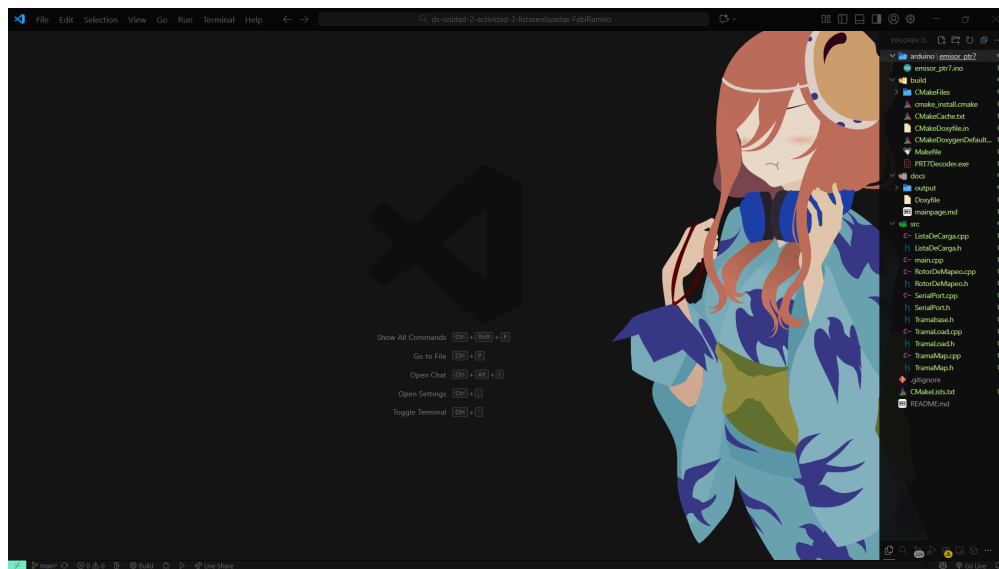 File Edit Selection View Go Run Terminal Help
ds-unidad-2-actividad-2-listasenlazadas-FabiRamiro
EXPLORER: D...
arduino \ emisor_ptr7
emisor_ptr7.ino
build
CMakeFiles
cmake_install.cmake
CMakeCache.txt
CMakeDoxyfile.in
CMakeDoxygenDefault...
Makefile
PRT7Decoder.exe
docs
output
Doxyfile
mainpage.md
src
ListaDeCarga.cpp
ListaDeCarga.h
main.cpp
RotorDeMapeo.cpp
RotorDeMapeo.h
SerialPort.cpp
SerialPort.h
Tramabase.h
TramaLoad.cpp
TramaLoad.h
TramaMap.cpp
TramaMap.h
.gitignore
CMakeLists.txt
README.md
Show All Commands Ctrl + Shift + P
Go to File Ctrl + P
Open Chat Ctrl + Alt + I
Open Settings Ctrl + ,
Toggle Terminal Ctrl + `
main* 0 0 Build Live Share Go Live